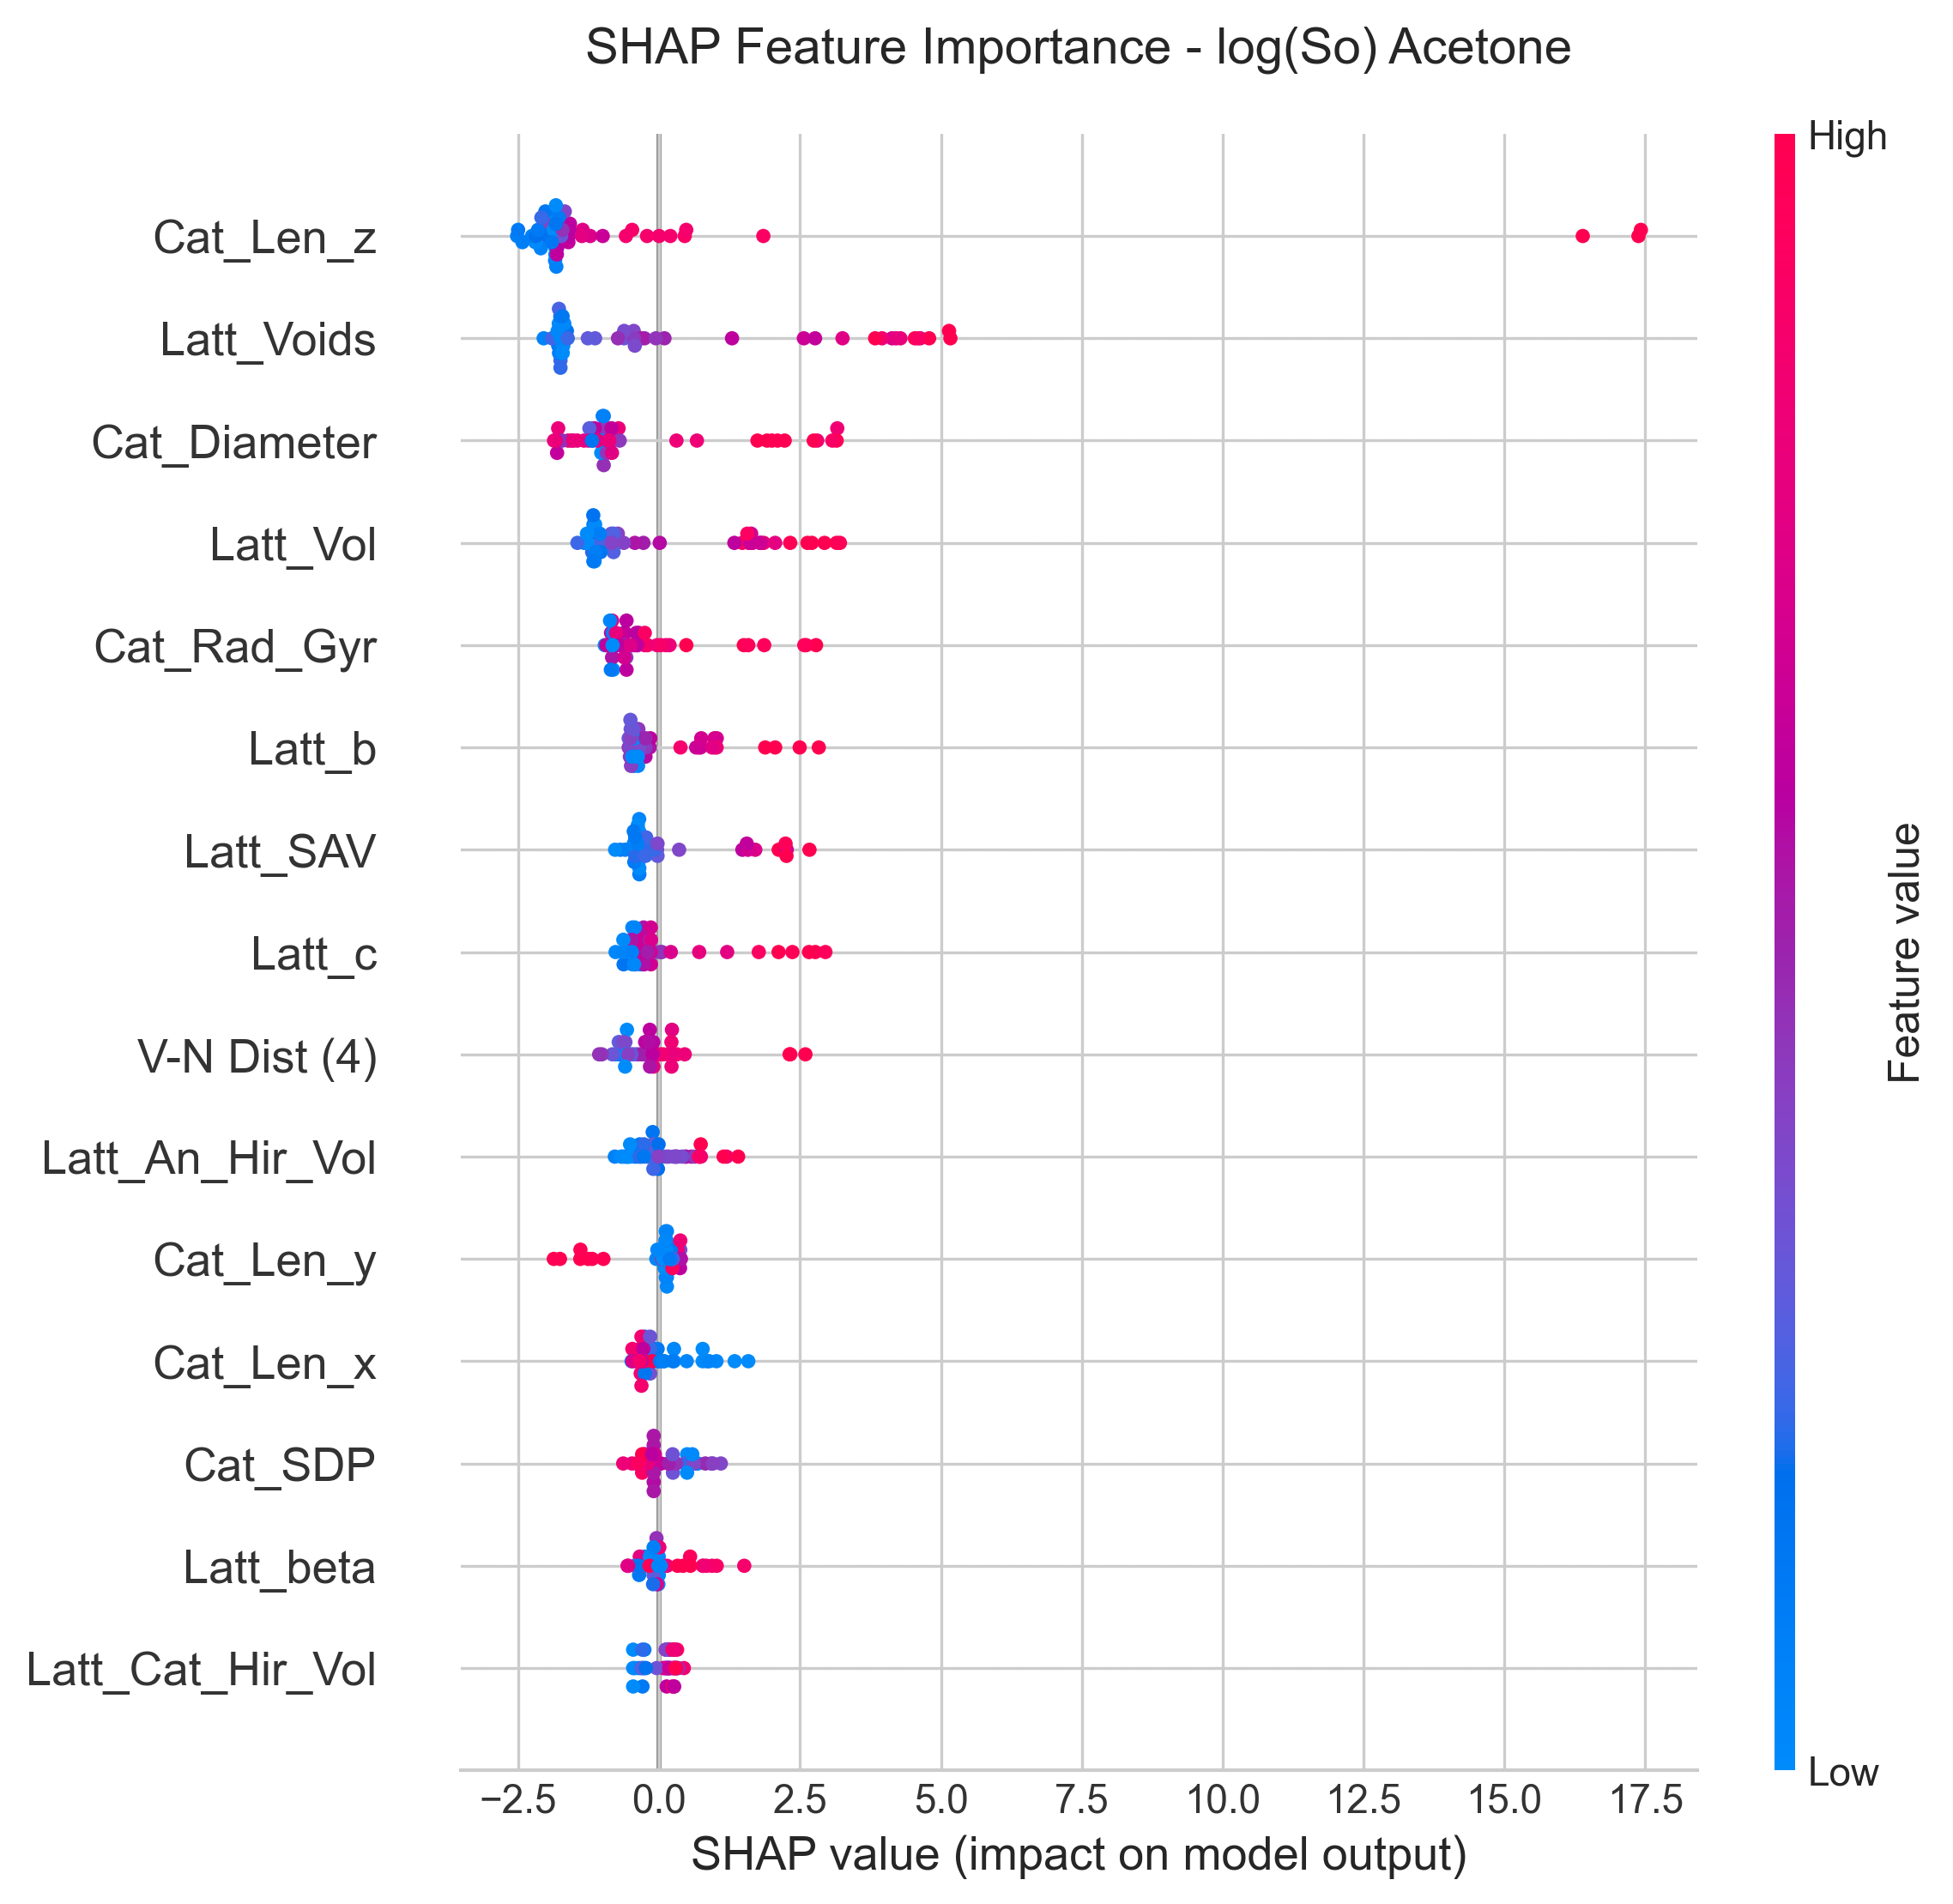 SHAP Feature Importance - log(So) Acetone
High
Cat_Len_z
Latt_Voids
Cat_Diameter
Latt_Vol
Cat_Rad_Gyr
Latt_b
Latt_SAV
Latt_c
V-N Dist (4)
Latt_An_Hir_Vol
Cat_Len_y
Cat_Len_x
Cat_SDP
Latt_beta
Latt_Cat_Hir_Vol
Feature value
Low
−2.5 0.0 2.5 5.0 7.5 10.0 12.5 15.0 17.5
SHAP value (impact on model output)